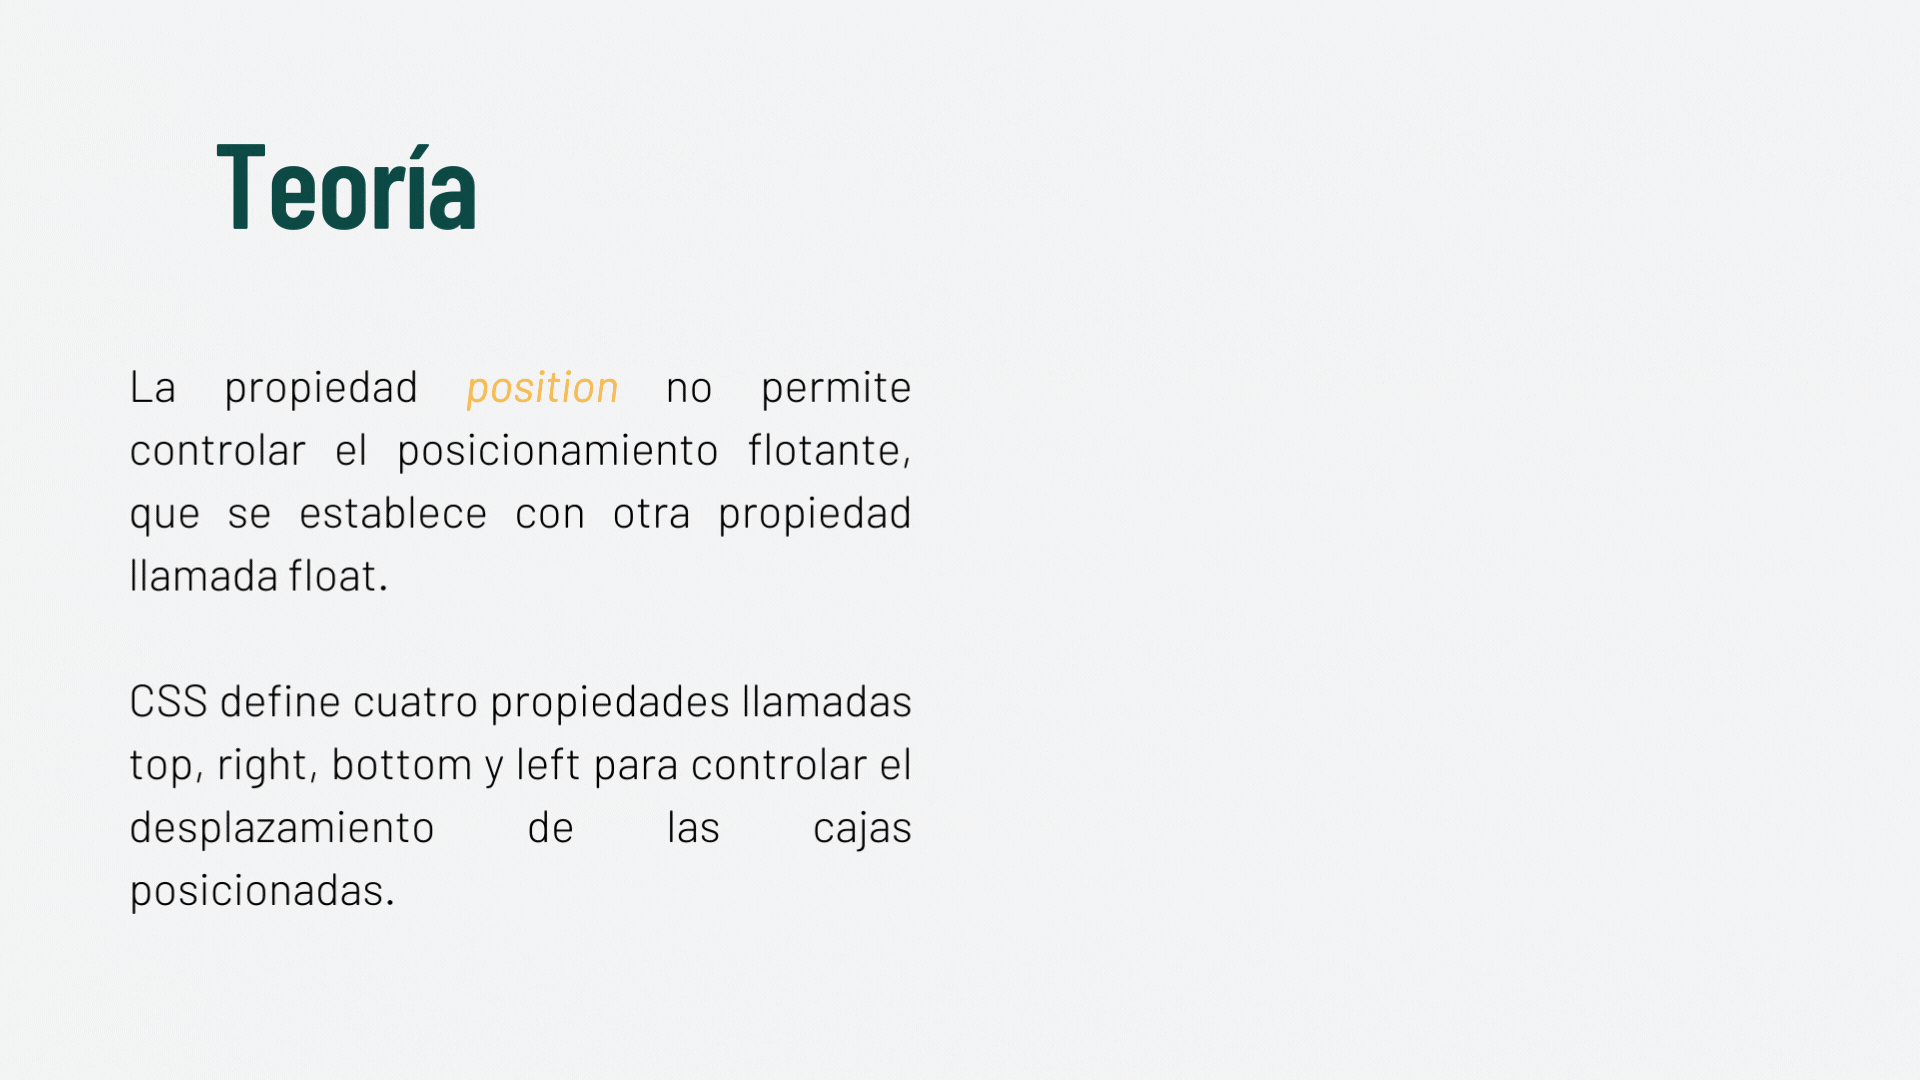 Teoría
La propiedad position no permite
controlar el posicionamiento flotante,
que se establece con otra propiedad
llamada float.
CSS define cuatro propiedades llamadas
top, right, bottom y left para controlar el
desplazamiento de las cajas
posicionadas.